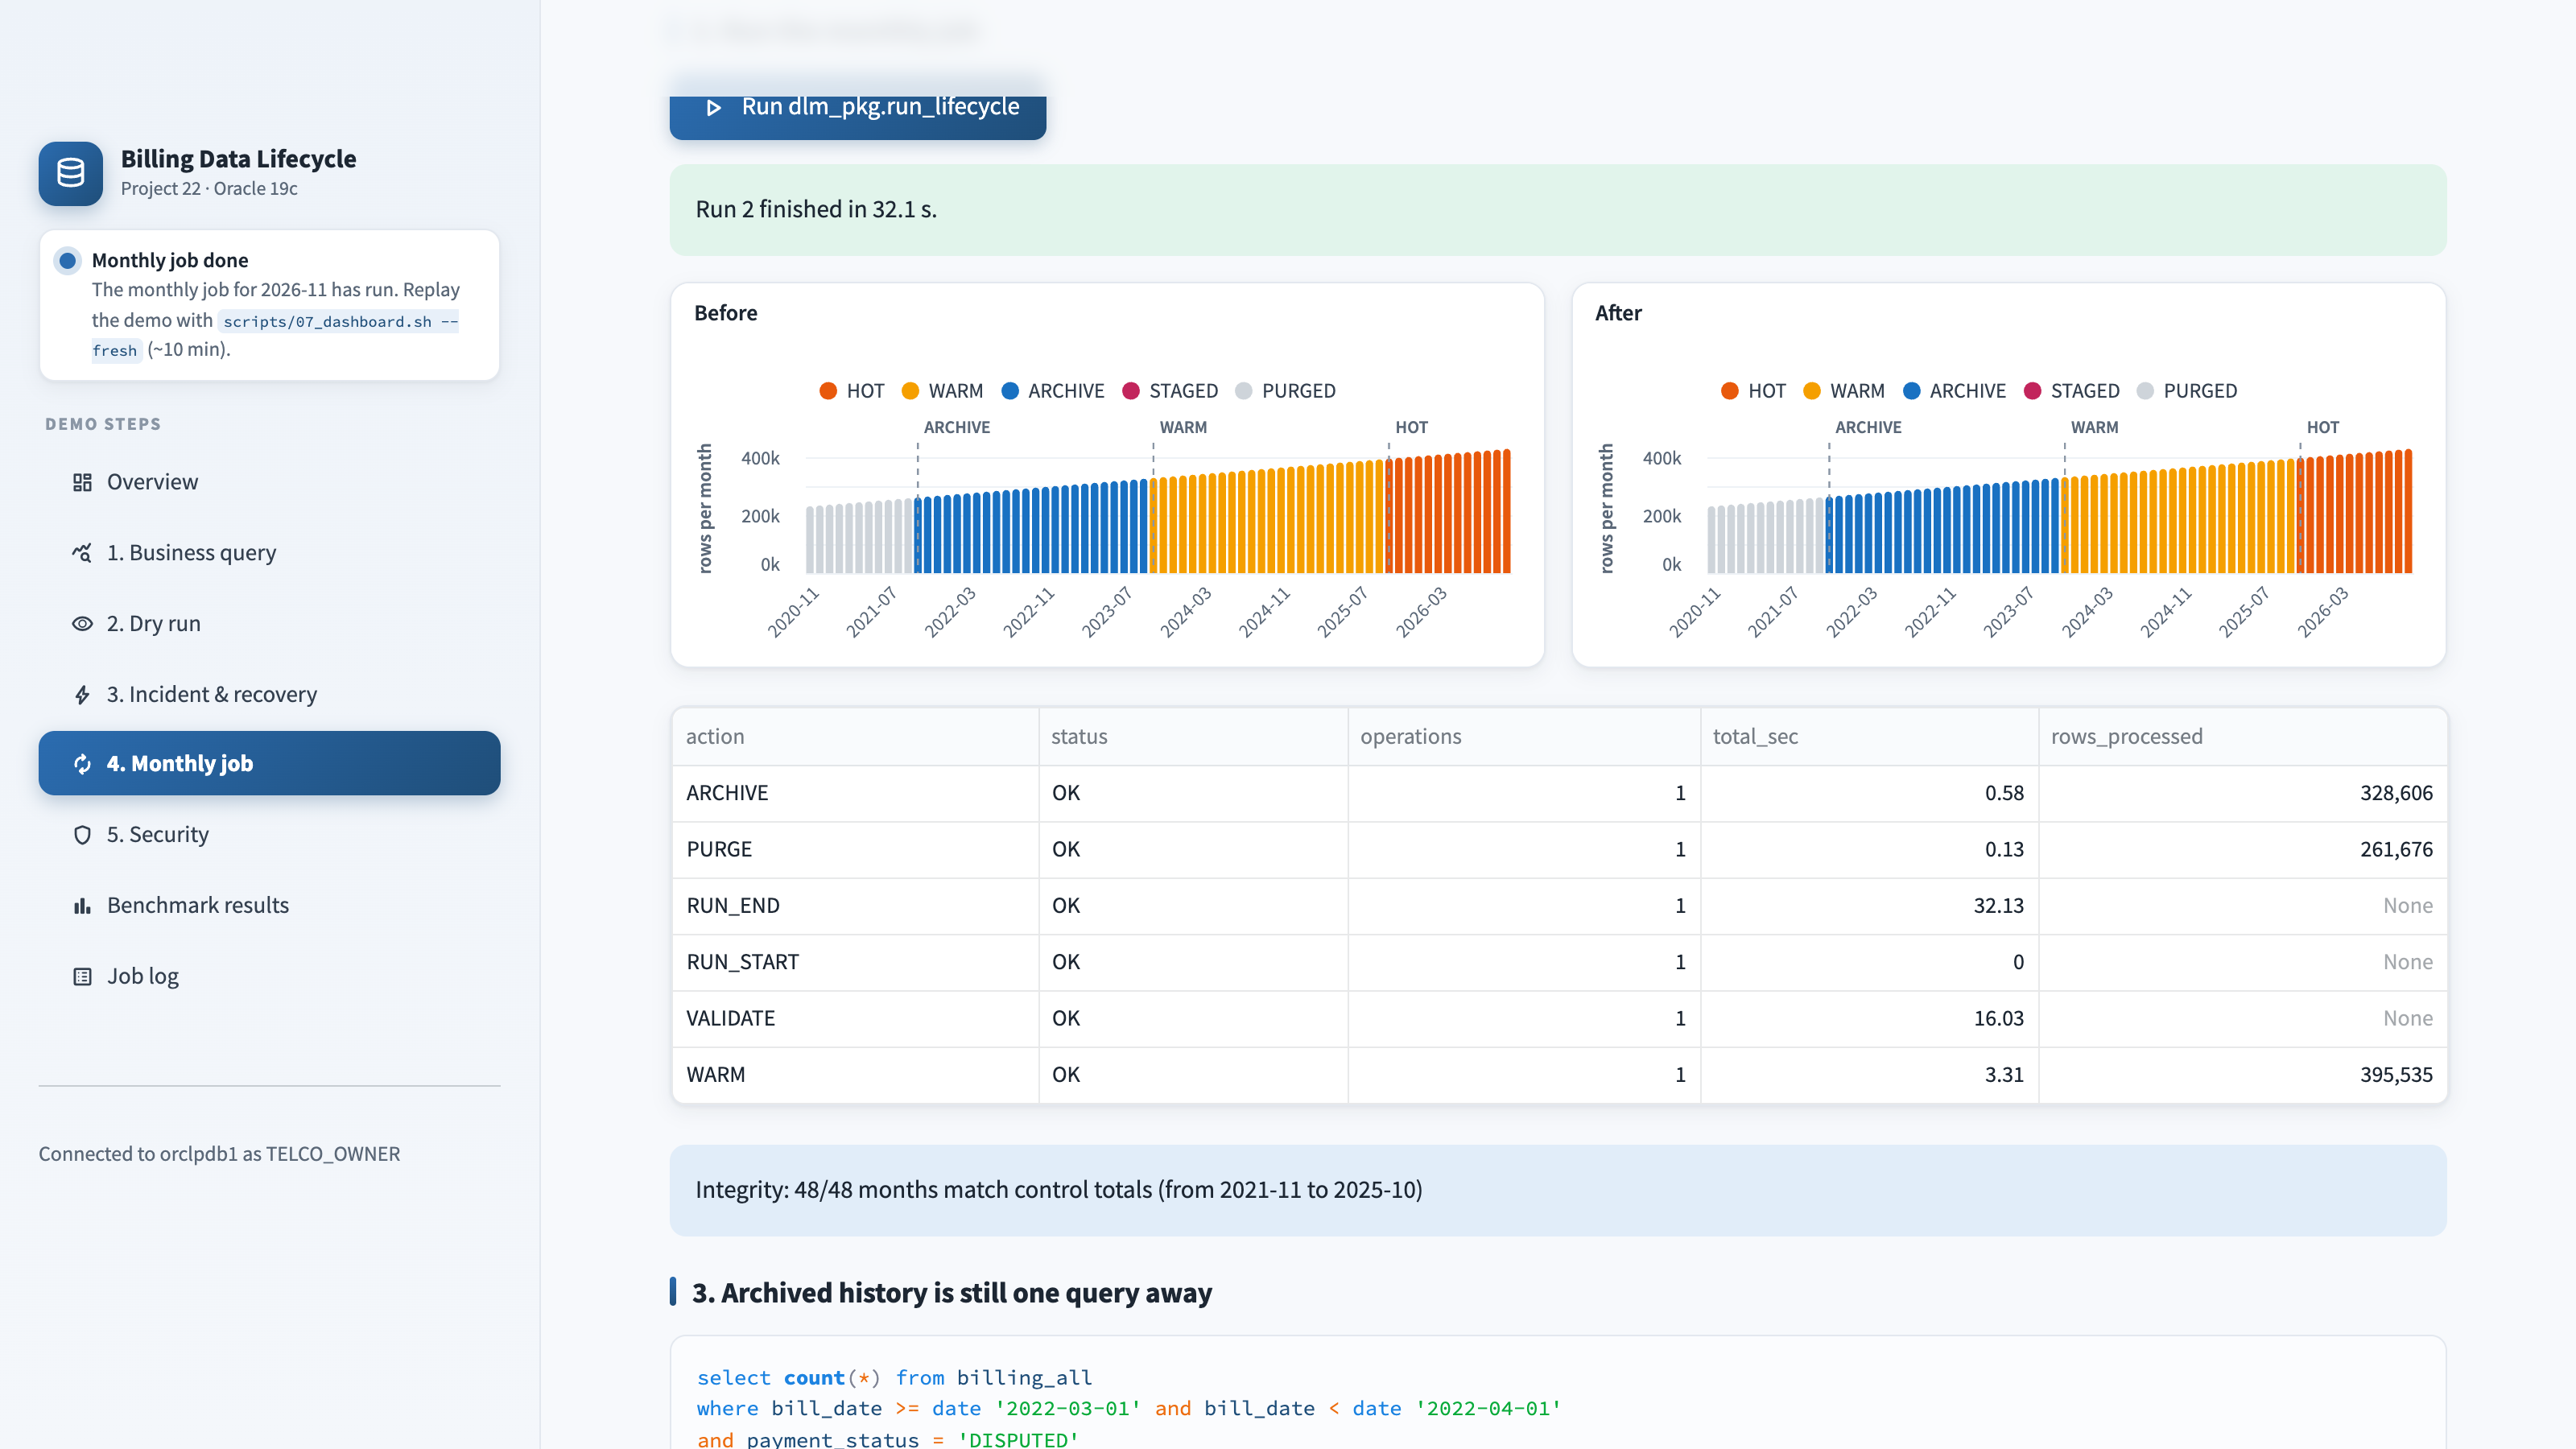 Billing Data Lifecycle
Project 22 · Oracle 19c
Monthly job done
The monthly job for 2026-11 has run. Replay
the demo with scripts/07_dashboard.sh --
fresh (~10 min).
DEMO STEPS
Overview
1. Business query
2. Dry run
3. Incident & recovery
4. Monthly job
5. Security
Benchmark results
Job log
Connected to orclpdb1 as TELCO_OWNER
Run dlm_pkg.run_lifecycle
Run 2 finished in 32.1 s.
Before
HOT WARM ARCHIVE STAGED PURGED
ARCHIVE WARM HOT
rows per month
400k
200k
0k
2020-11 2021-07 2022-03 2022-11 2023-07 2024-03 2024-11 2025-07 2026-03
After
HOT WARM ARCHIVE STAGED PURGED
ARCHIVE WARM HOT
rows per month
400k
200k
0k
2020-11 2021-07 2022-03 2022-11 2023-07 2024-03 2024-11 2025-07 2026-03
action status operations total_sec rows_processed
ARCHIVE OK 1 0.58 328,606
PURGE OK 1 0.13 261,676
RUN_END OK 1 32.13 None
RUN_START OK 1 0 None
VALIDATE OK 1 16.03 None
WARM OK 1 3.31 395,535
Integrity: 48/48 months match control totals (from 2021-11 to 2025-10)
3. Archived history is still one query away
select count(*) from billing_all
where bill_date >= date '2022-03-01' and bill_date < date '2022-04-01'
and payment_status = 'DISPUTED'